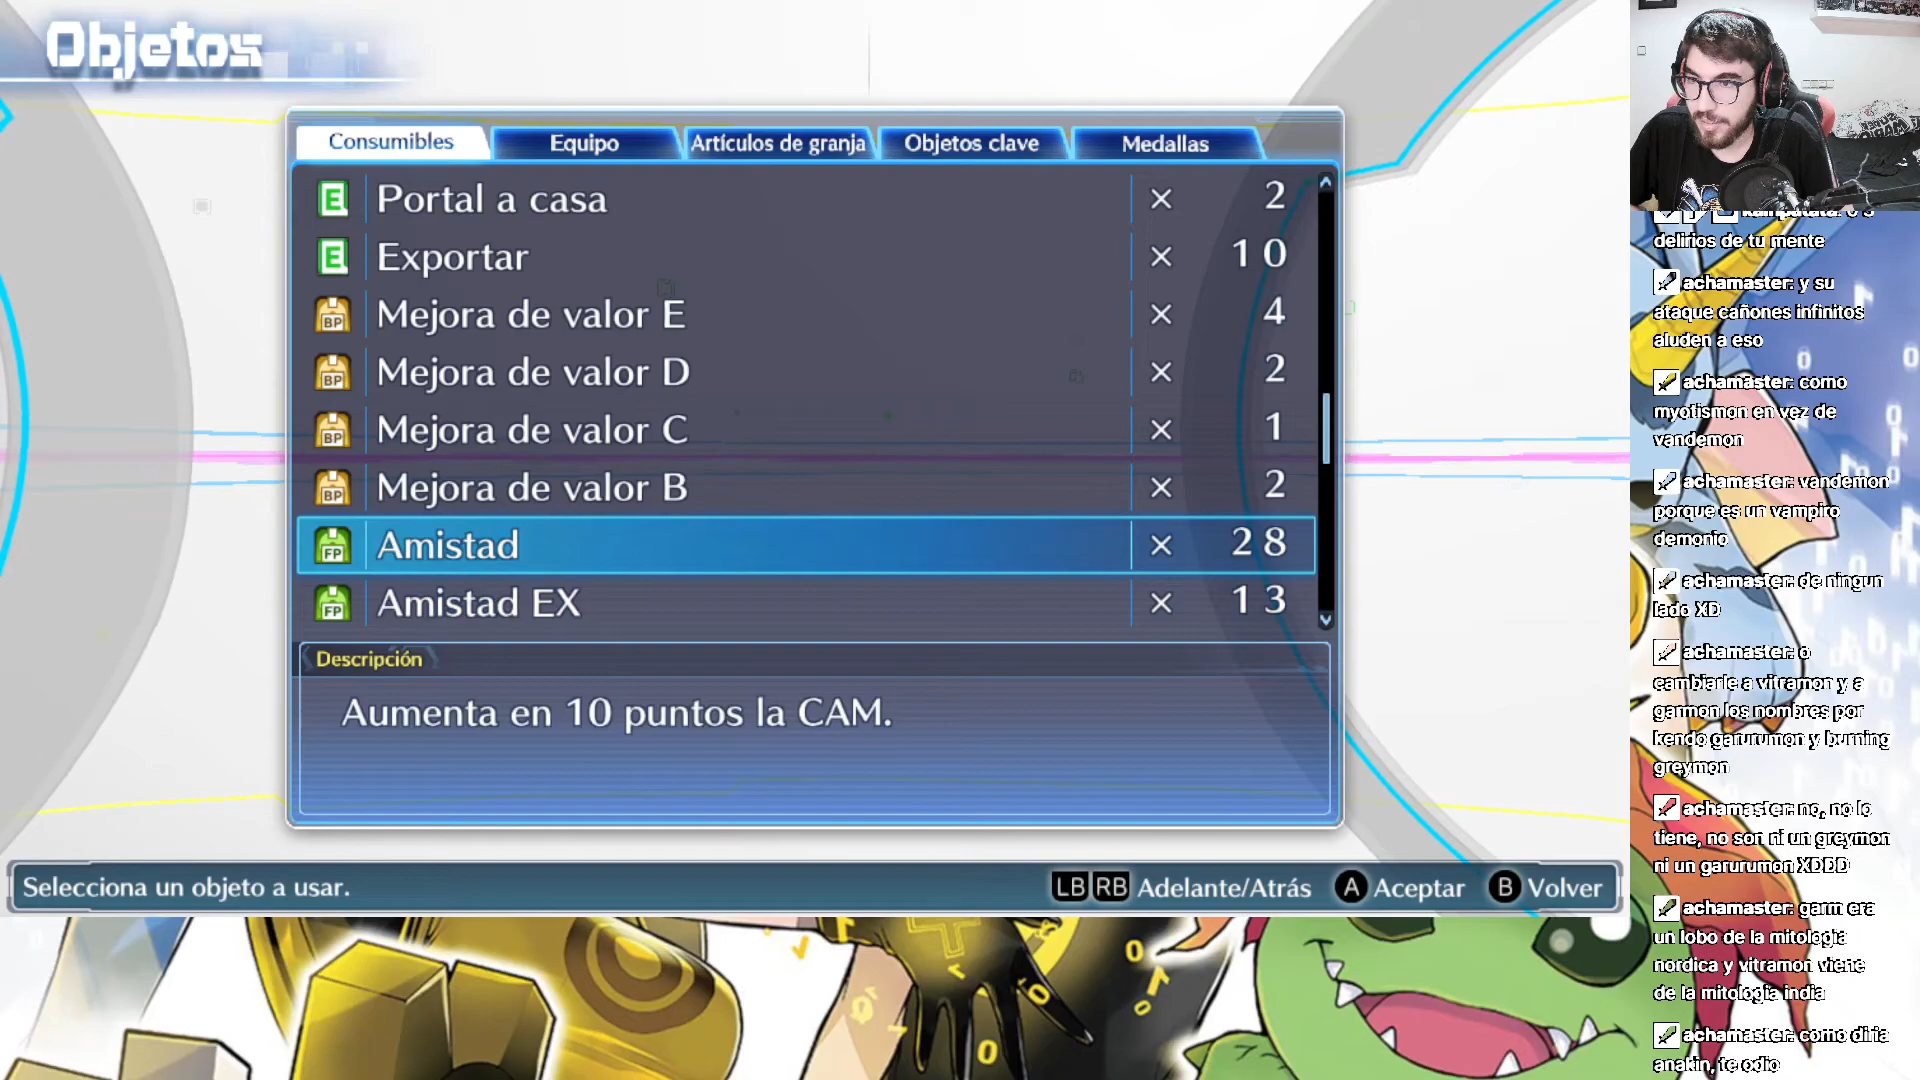 Objetos
Consumibles
Equipo
Artículos de granja
Objetos clave
Medallas
E Portal a casa × 2
E Exportar × 10
BP Mejora de valor E × 4
BP Mejora de valor D × 2
BP Mejora de valor C × 1
BP Mejora de valor B × 2
FP Amistad × 28
FP Amistad EX × 13
Descripción
Aumenta en 10 puntos la CAM.
Selecciona un objeto a usar.
LB RB Adelante/Atrás A Aceptar B Volver
delirios de tu mente
achamaster: y su
ataque cañones infinitos
aluden a eso
achamaster: como
myotismon en vez de
vandemon
achamaster: vandemon
porque es un vampiro
demonio
achamaster: de ningun
lado XD
achamaster: o
cambiarle a vitramon y a
garmon los nombres por
kendo garurumon y burning
greymon
achamaster: no, no lo
tiene, no son ni un greymon
ni un garurumon XDDD
achamaster: garm era
un lobo de la mitologia
nordica y vitramon viene
de la mitologia india
achamaster: como diria
anakin, te odio